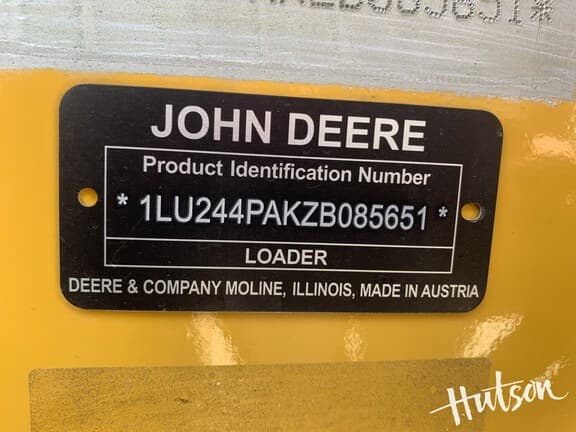 JOHN DEERE
Product Identification Number
* 1LU244PAKZB085651 *
LOADER
DEERE & COMPANY MOLINE, ILLINOIS, MADE IN AUSTRIA
Hutson